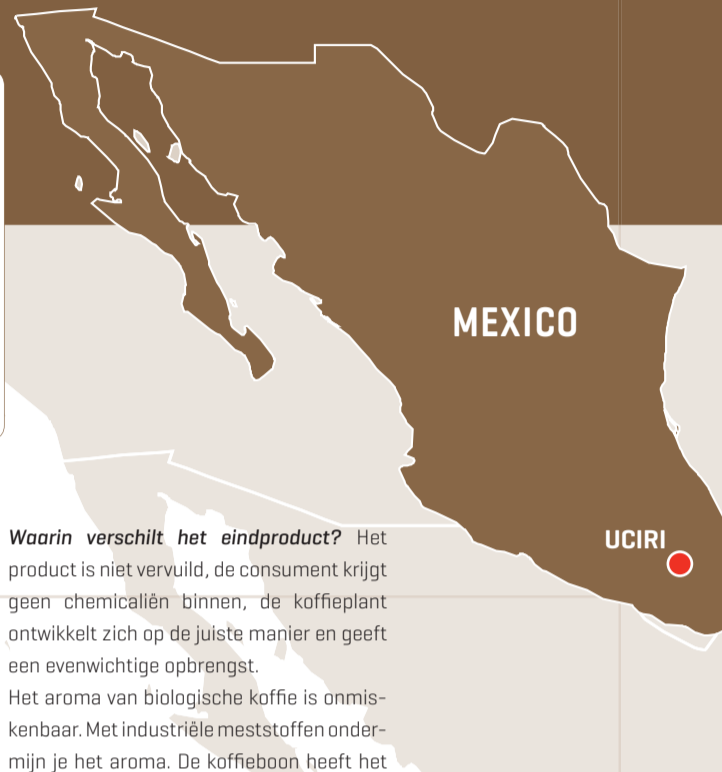 MEXICO
UCIRI
Waarin verschilt het eindproduct? Het
product is niet vervuild, de consument krijgt
geen chemicaliën binnen, de koffieplant
ontwikkelt zich op de juiste manier en geeft
een evenwichtige opbrengst.
Het aroma van biologische koffie is onmis-
kenbaar. Met industriële meststoffen onder-
mijn je het aroma. De koffieboon heeft het